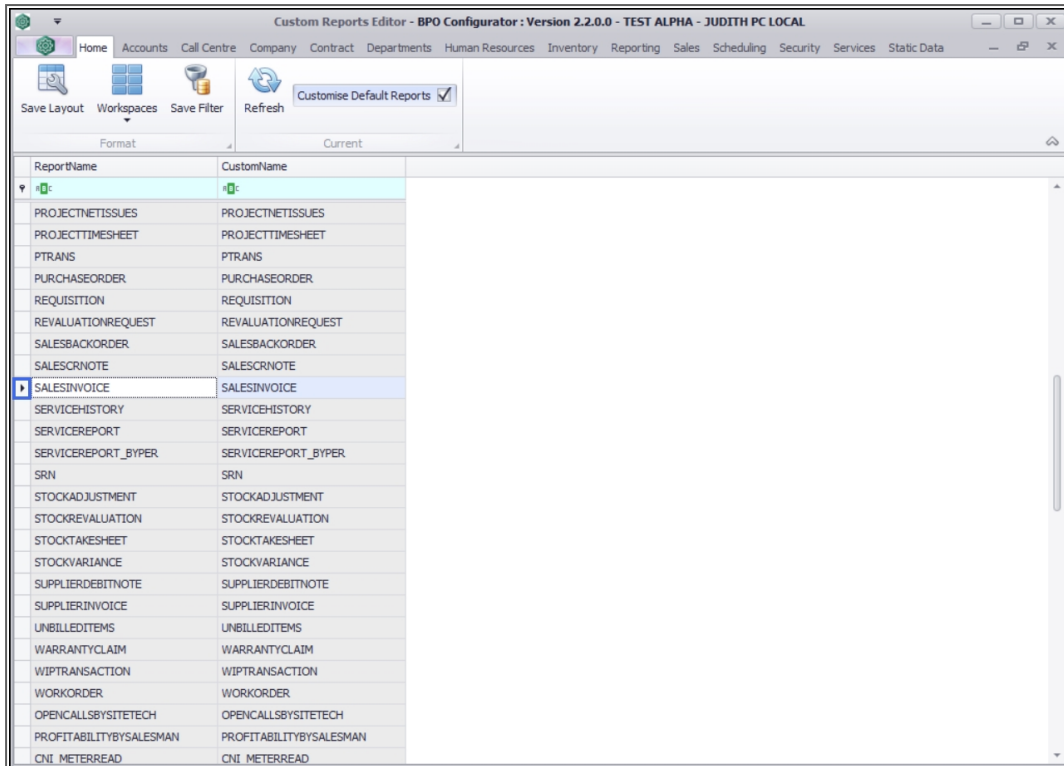 Custom Reports Editor - BPO Configurator : Version 2.2.0.0 - TEST ALPHA - JUDITH PC LOCAL
Home Accounts Call Centre Company Contract Departments Human Resources Inventory Reporting Sales Scheduling Security Services Static Data
Save Layout Workspaces Save Filter Refresh Customise Default Reports
Format Current
ReportName CustomName
PROJECTNETISSUES PROJECTNETISSUES
PROJECTTIMESHEET PROJECTTIMESHEET
PTRANS PTRANS
PURCHASEORDER PURCHASEORDER
REQUISITION REQUISITION
REVALUATIONREQUEST REVALUATIONREQUEST
SALESBACKORDER SALESBACKORDER
SALESCRNOTE SALESCRNOTE
SALESINVOICE SALESINVOICE
SERVICEHISTORY SERVICEHISTORY
SERVICEREPORT SERVICEREPORT
SERVICEREPORT_BYPER SERVICEREPORT_BYPER
SRN SRN
STOCKADJUSTMENT STOCKADJUSTMENT
STOCKREVALUATION STOCKREVALUATION
STOCKTAKESHEET STOCKTAKESHEET
STOCKVARIANCE STOCKVARIANCE
SUPPLIERDEBITNOTE SUPPLIERDEBITNOTE
SUPPLIERINVOICE SUPPLIERINVOICE
UNBILLEDITEMS UNBILLEDITEMS
WARRANTYCLAIM WARRANTYCLAIM
WIPTRANSACTION WIPTRANSACTION
WORKORDER WORKORDER
OPENCALLSBYSITETECH OPENCALLSBYSITETECH
PROFITABILITYBYSALESMAN PROFITABILITYBYSALESMAN
CNI_METERREAD CNI_METERREAD